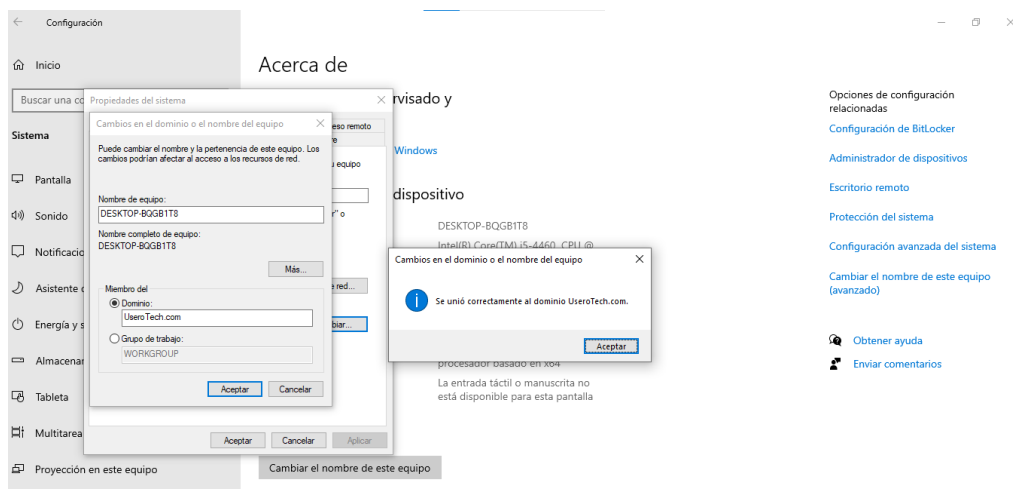 Configuración
Inicio
Buscar una co
Sistema
Pantalla
Sonido
Notificacio
Asistente c
Energía y s
Almacenar
Tableta
Multitarea
Proyección en este equipo
Acerca de
rvisado y
Windows
dispositivo
DESKTOP-BQGB1T8
Intel(R) Core(TM) i5-4460 CPU @
procesador basado en x64
La entrada táctil o manuscrita no
está disponible para esta pantalla
Cambiar el nombre de este equipo
Propiedades del sistema
eso remoto
re
u equipo
r" o
e red...
biar...
Aceptar
Cancelar
Aplicar
Cambios en el dominio o el nombre del equipo
Puede cambiar el nombre y la pertenencia de este equipo. Los
cambios podrían afectar al acceso a los recursos de red.
Nombre de equipo:
DESKTOP-BQGB1T8
Nombre completo de equipo:
DESKTOP-BQGB1T8
Más...
Miembro del
Dominio:
UseroTech.com
Grupo de trabajo:
WORKGROUP
Aceptar
Cancelar
Cambios en el dominio o el nombre del equipo
Se unió correctamente al dominio UseroTech.com.
Aceptar
Opciones de configuración
relacionadas
Configuración de BitLocker
Administrador de dispositivos
Escritorio remoto
Protección del sistema
Configuración avanzada del sistema
Cambiar el nombre de este equipo
(avanzado)
Obtener ayuda
Enviar comentarios